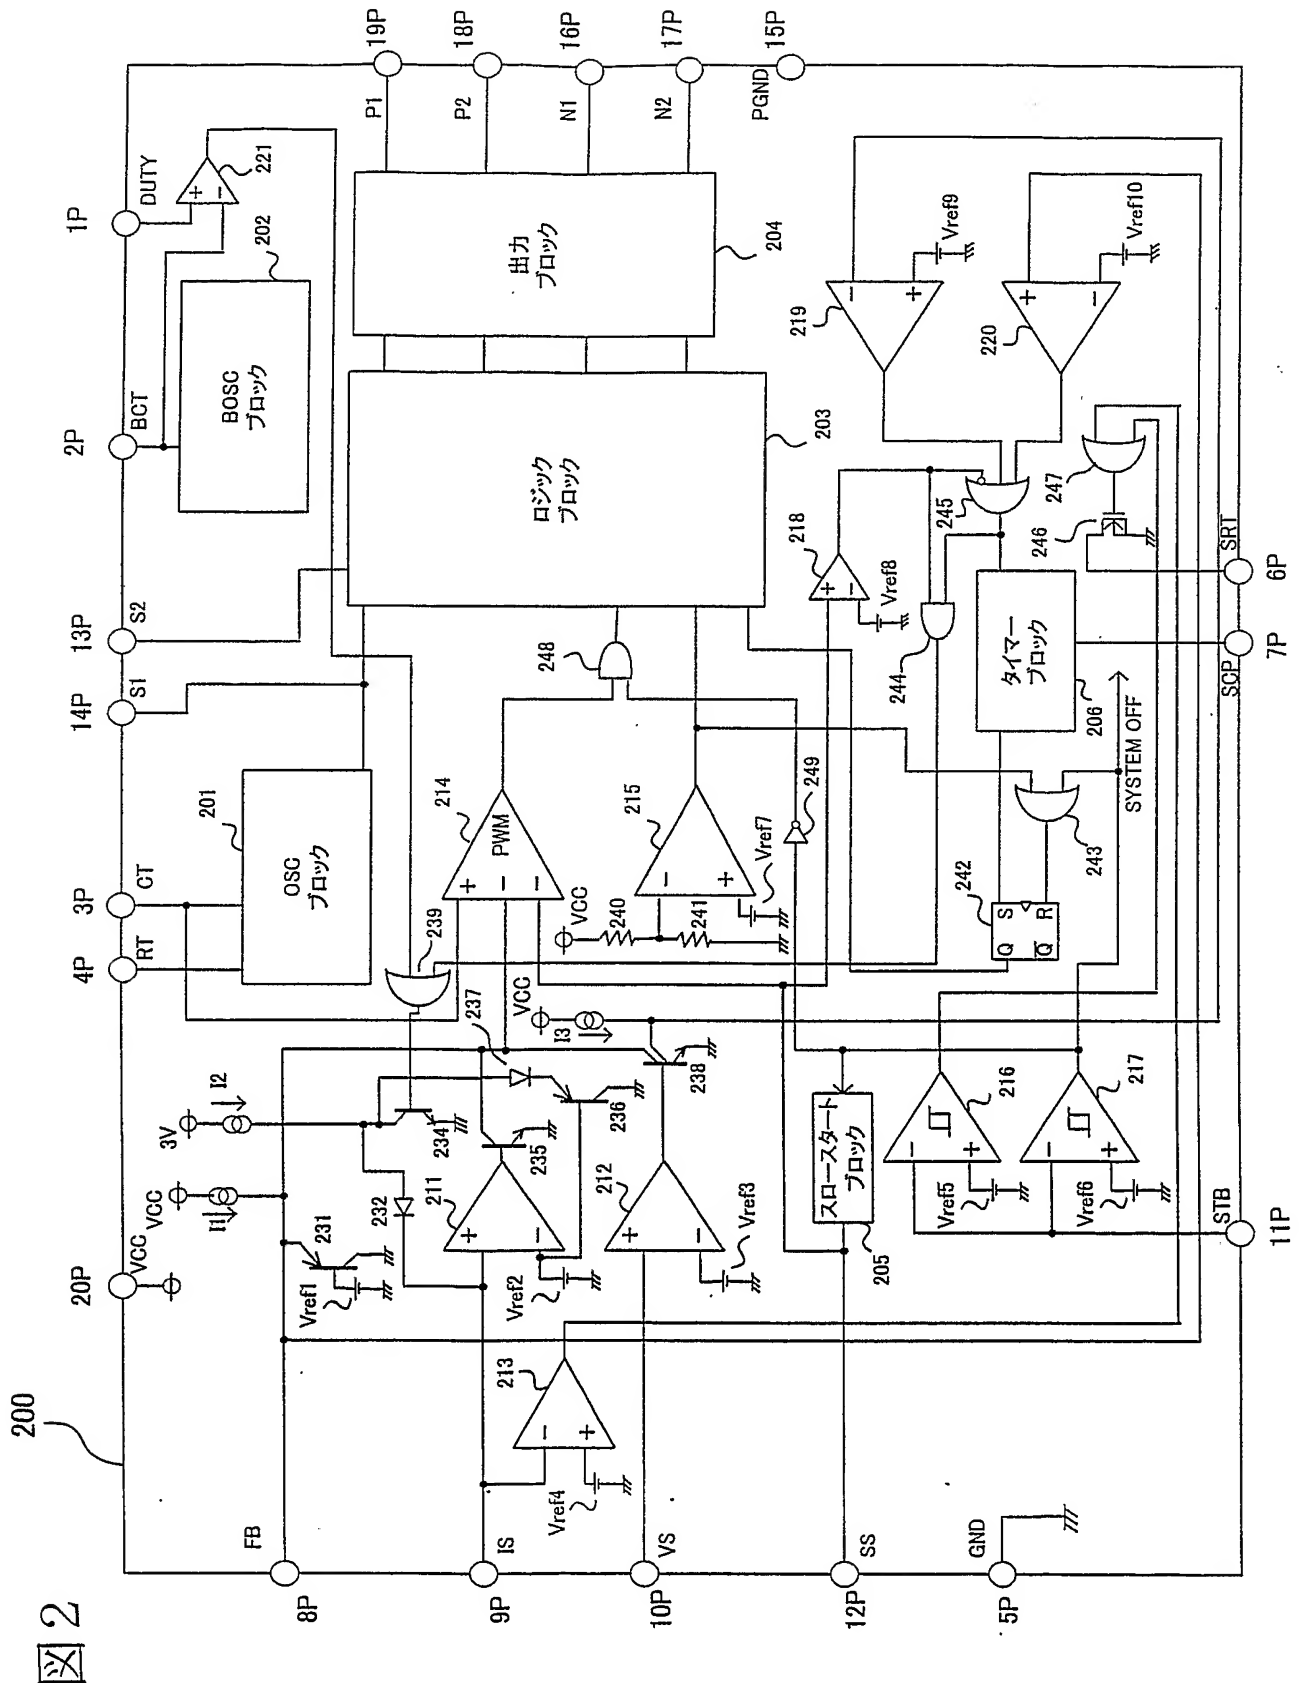 図2
200
20P
VCC
4P
RT
3P
CT
14P
S1
13P
S2
2P
BCT
1P
DUTY
VCC
I1
3V
I2
231
Vref1
232
234
237
239
201
OSC
ブロック
BOSC
ブロック
202
+
−
221
8P
FB
9P
IS
10P
VS
12P
SS
5P
GND
211
+
−
Vref2
235
236
212
+
−
Vref3
213
−
+
Vref4
238
VCC
I3
214
PWM
+
−
−
VCC
240
241
215
−
+
Vref7
248
249
ロジック
ブロック
203
出力
ブロック
204
P1
19P
P2
18P
N1
16P
N2
17P
PGND
15P
スロースタート
ブロック
205
216
−
+
Vref5
217
−
+
Vref6
STB
11P
242
S
R
Q
Q
243
244
タイマー
ブロック
206
SYSTEM OFF
SCP
7P
SRT
6P
218
+
−
Vref8
245
246
247
219
−
+
Vref9
220
+
−
Vref10